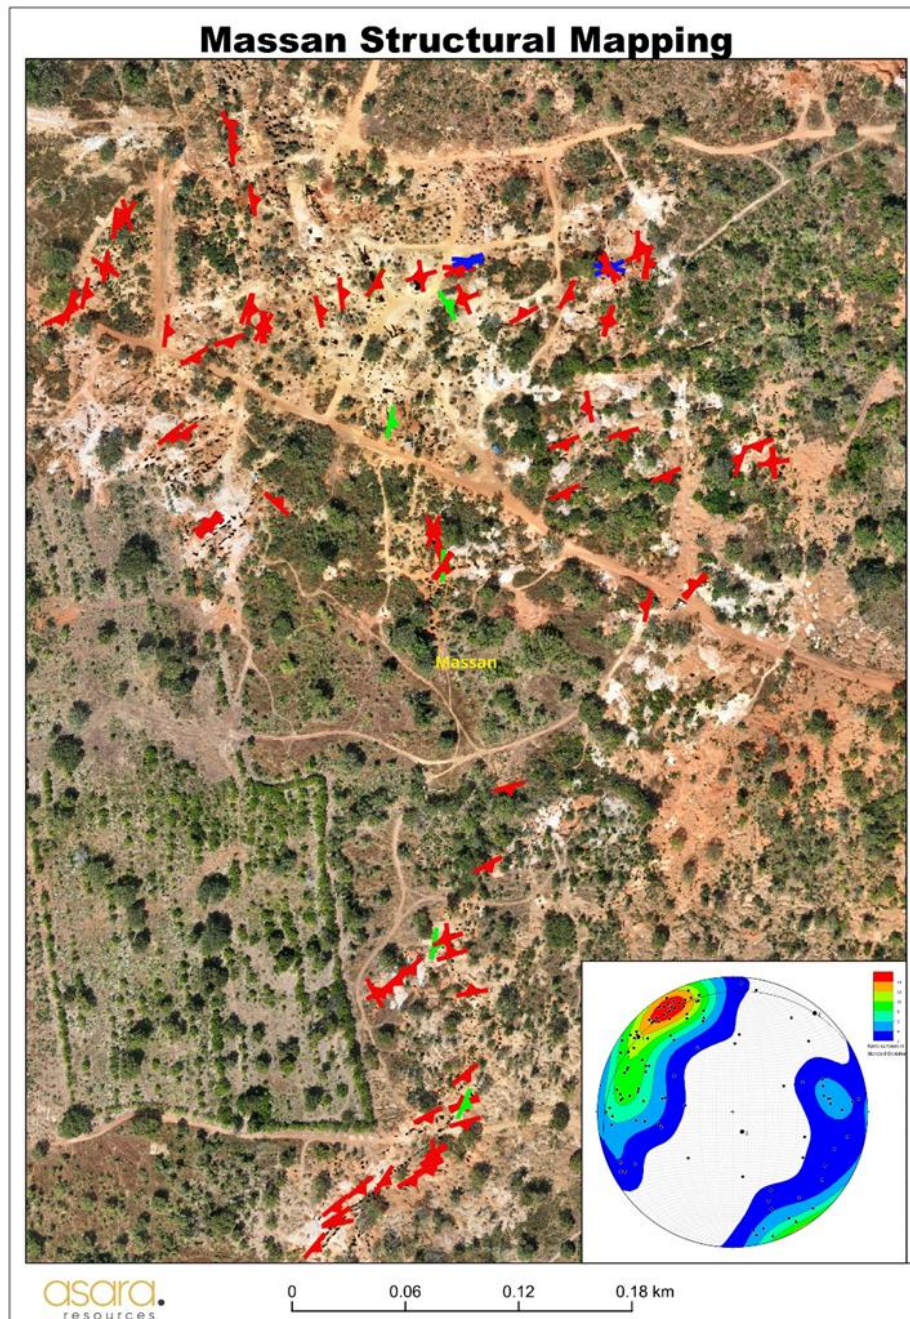 Massan Structural Mapping
Massan
asara.
resources
0 0.06 0.12 0.18 km